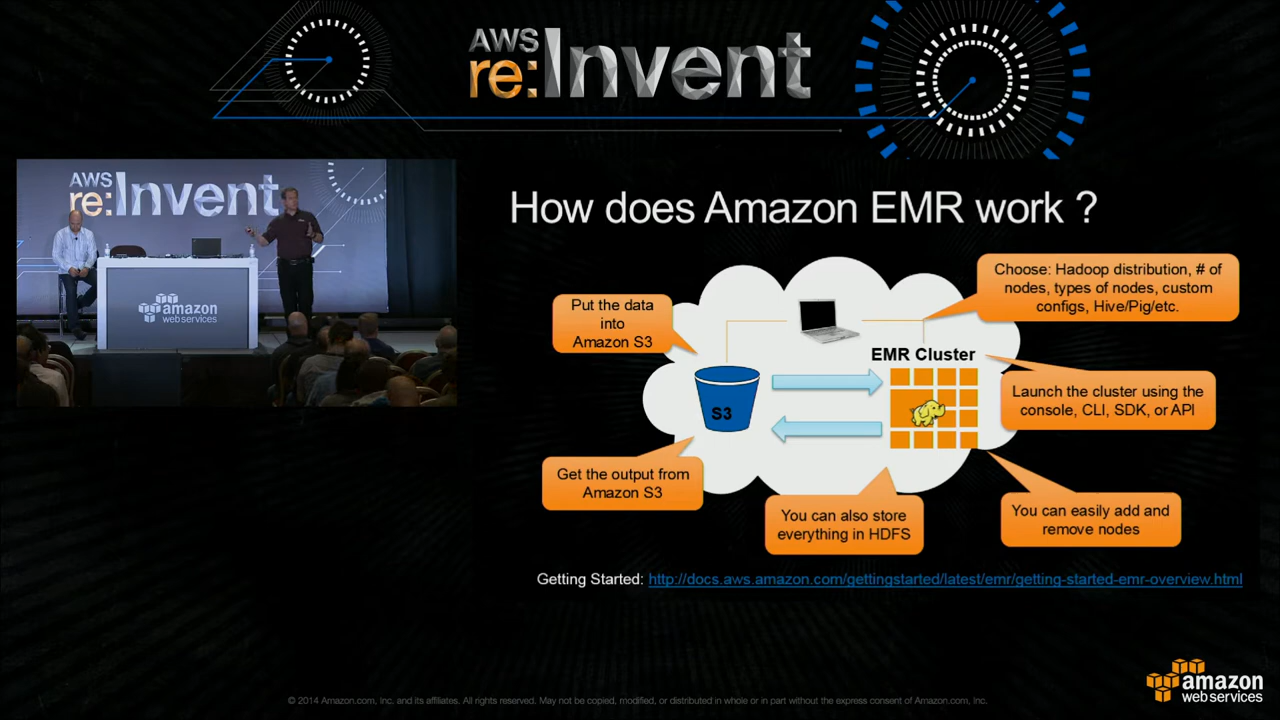 AWS
re:Invent
AWS
re:Invent
amazon
web services
How does Amazon EMR work ?
Put the data
into
Amazon S3
Choose: Hadoop distribution, # of
nodes, types of nodes, custom
configs, Hive/Pig/etc.
EMR Cluster
Launch the cluster using the
console, CLI, SDK, or API
S3
Get the output from
Amazon S3
You can also store
everything in HDFS
You can easily add and
remove nodes
Getting Started: http://docs.aws.amazon.com/gettingstarted/latest/emr/getting-started-emr-overview.html
amazon
web services
© 2014 Amazon.com, Inc. and its affiliates. All rights reserved. May not be copied, modified, or distributed in whole or in part without the express consent of Amazon.com, Inc.